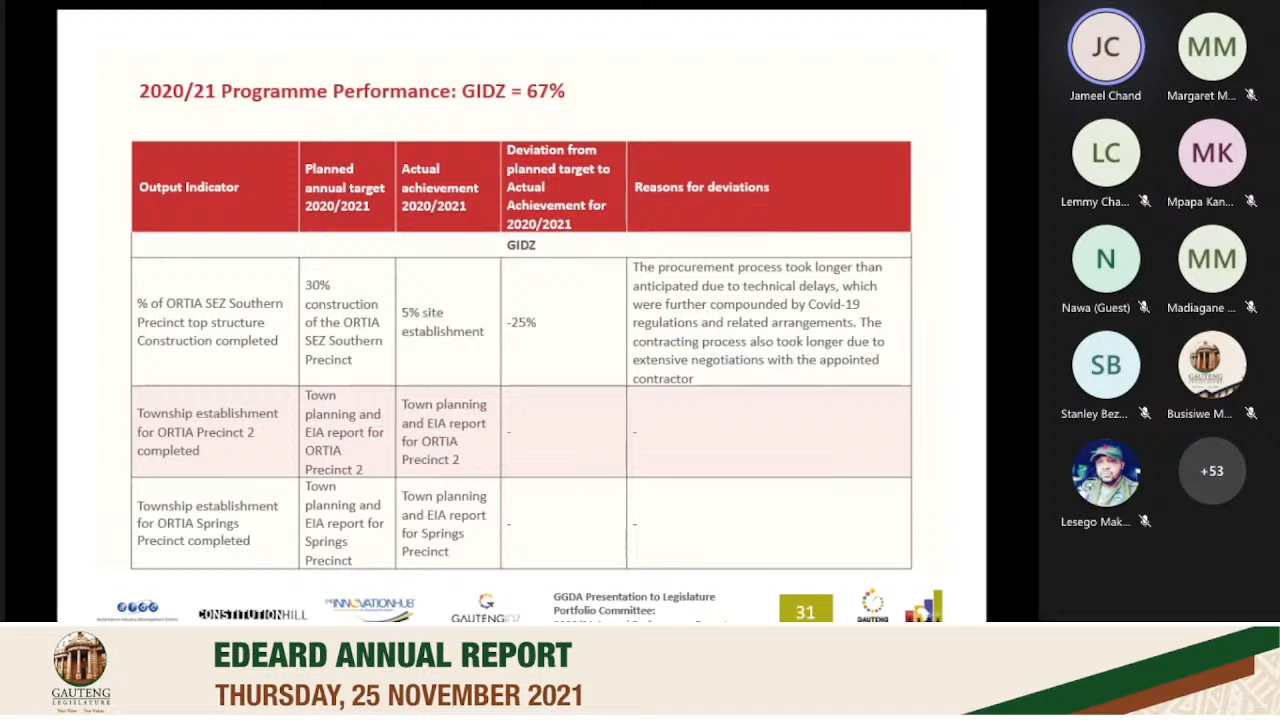 2020/21 Programme Performance: GIDZ = 67%
Output Indicator
Planned
annual target
2020/2021
Actual
achievement
2020/2021
Deviation from
planned target to
Actual
Achievement for
2020/2021
Reasons for deviations
GIDZ
% of ORTIA SEZ Southern
Precinct top structure
Construction completed
30%
construction
of the ORTIA
SEZ Southern
Precinct
5% site
establishment
-25%
The procurement process took longer than
anticipated due to technical delays, which
were further compounded by Covid-19
regulations and related arrangements. The
contracting process also took longer due to
extensive negotiations with the appointed
contractor
Township establishment
for ORTIA Precinct 2
completed
Town
planning and
EIA report for
ORTIA
Precinct 2
Town planning
and EIA report
for ORTIA
Precinct 2
-
-
Township establishment
for ORTIA Springs
Precinct completed
Town
planning and
EIA report for
Springs
Precinct
Town planning
and EIA report
for Springs
Precinct
-
-
CONSTITUTIONHILL
THE INNOVATIONHUB
GAUTENGIDZ
GGDA Presentation to Legislature
Portfolio Committee:
31
GAUTENG
JC
Jameel Chand
MM
Margaret M...
LC
Lemmy Cha...
MK
Mpapa Kan...
N
Nawa (Guest)
MM
Madiagane ...
SB
Stanley Bez...
Busisiwe M...
Lesego Mak...
+53
GAUTENG
LEGISLATURE
EDEARD ANNUAL REPORT
THURSDAY, 25 NOVEMBER 2021